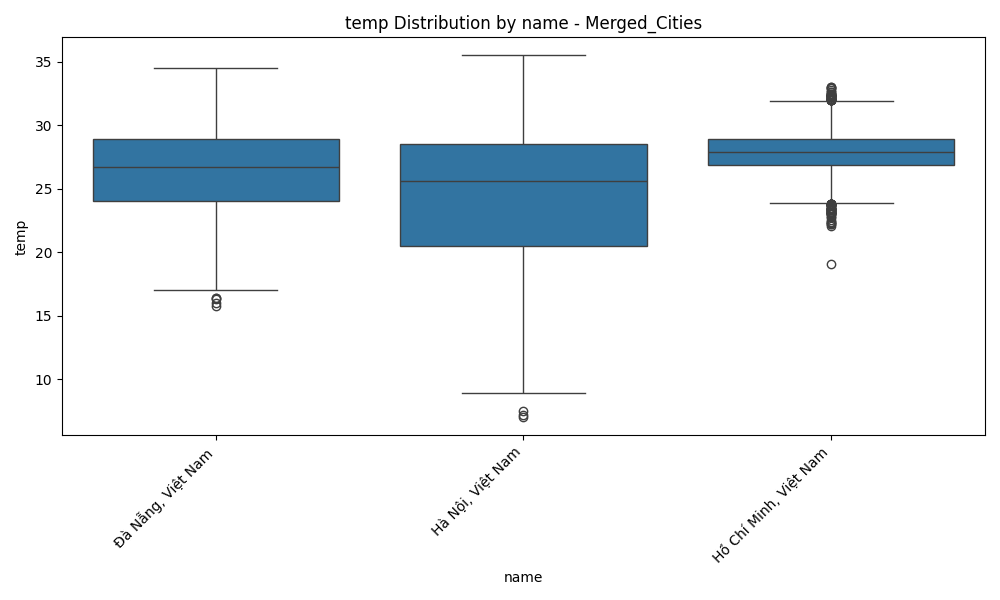 temp Distribution by name - Merged_Cities
35
30
25
20
15
10
temp
Đà Nẵng, Việt Nam
Hà Nội, Việt Nam
Hồ Chí Minh, Việt Nam
name